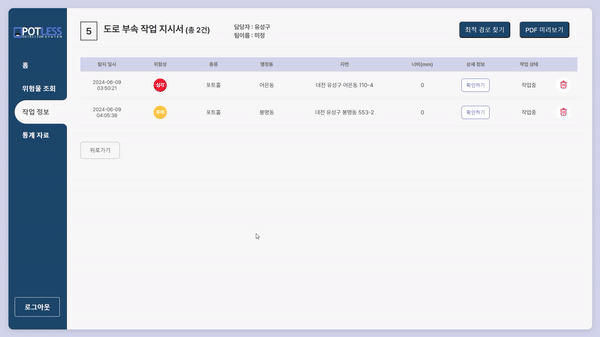 POTLESS
홈
위험물 조회
작업 정보
통계 자료
로그아웃
5 도로 부속 작업 지시서 (총 2건)
담당자 : 유성구
팀이름 : 미정
최적 경로 찾기
PDF 미리보기
탐지 일시 위험성 종류 행정동 지번 너비(mm) 상세 정보 작업 상태
2024-06-09
03:50:21
심각 포트홀 어은동 대전 유성구 어은동 110-4 0 확인하기 작업중
2024-06-09
04:05:38
포트홀 봉명동 대전 유성구 봉명동 553-2 0 확인하기 작업중
뒤로가기